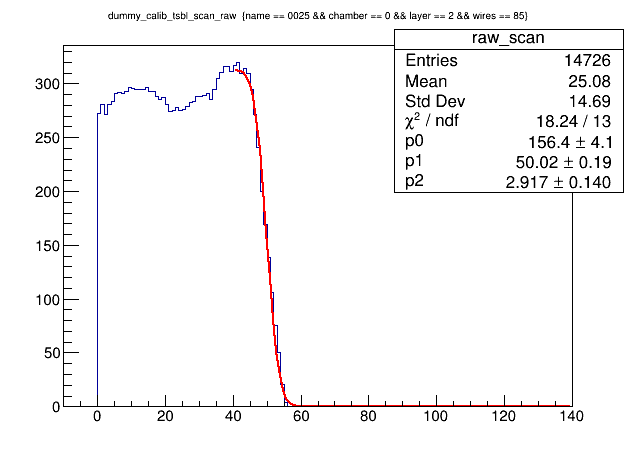 dummy_calib_tsbl_scan_raw {name == 0025 && chamber == 0 && layer == 2 && wires == 85}
raw_scan
Entries 14726
Mean 25.08
Std Dev 14.69
χ² / ndf 18.24 / 13
p0 156.4 ± 4.1
p1 50.02 ± 0.19
p2 2.917 ± 0.140
300
250
200
150
100
50
0
0 20 40 60 80 100 120 140